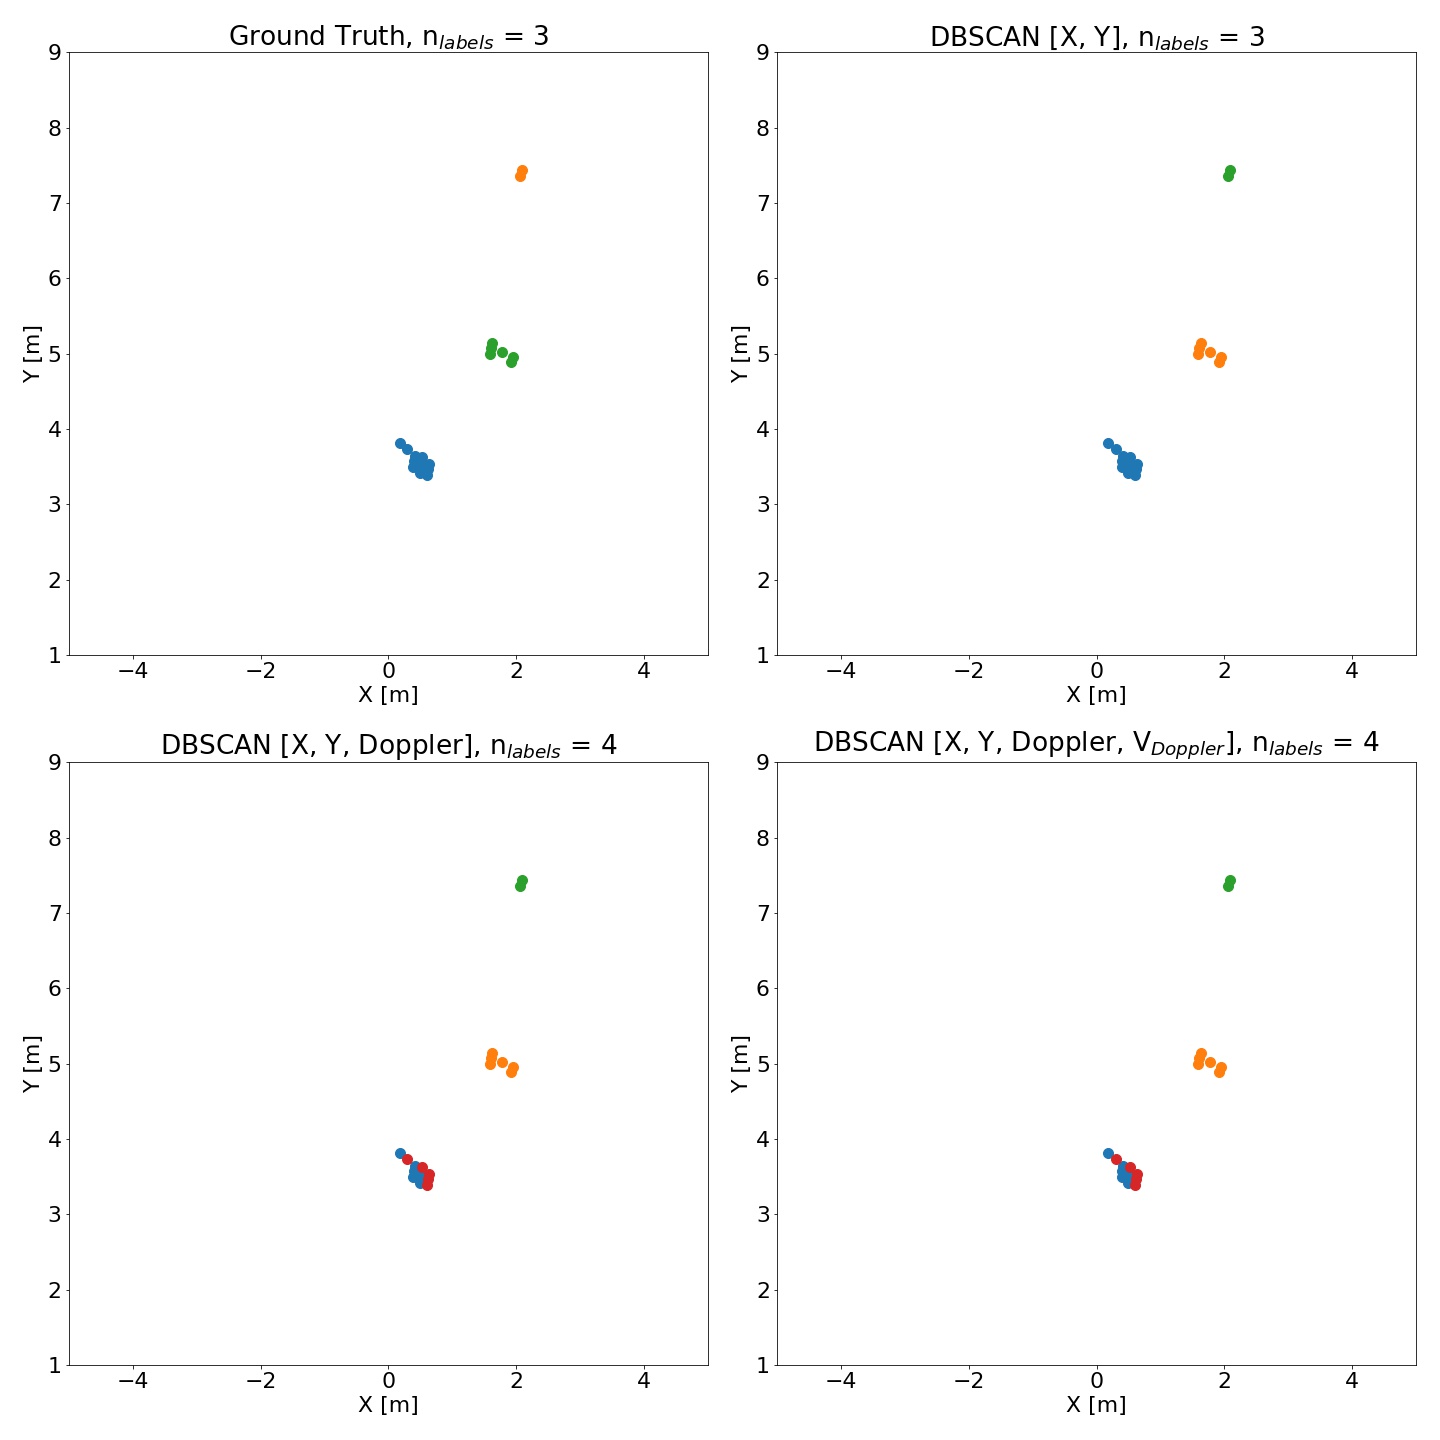 Ground Truth, n_labels = 3
9
8
7
6
5
4
3
2
1
Y [m]
−4 −2 0 2 4
X [m]
DBSCAN [X, Y], n_labels = 3
9
8
7
6
5
4
3
2
1
Y [m]
−4 −2 0 2 4
X [m]
DBSCAN [X, Y, Doppler], n_labels = 4
9
8
7
6
5
4
3
2
1
Y [m]
−4 −2 0 2 4
X [m]
DBSCAN [X, Y, Doppler, V_Doppler], n_labels = 4
9
8
7
6
5
4
3
2
1
Y [m]
−4 −2 0 2 4
X [m]